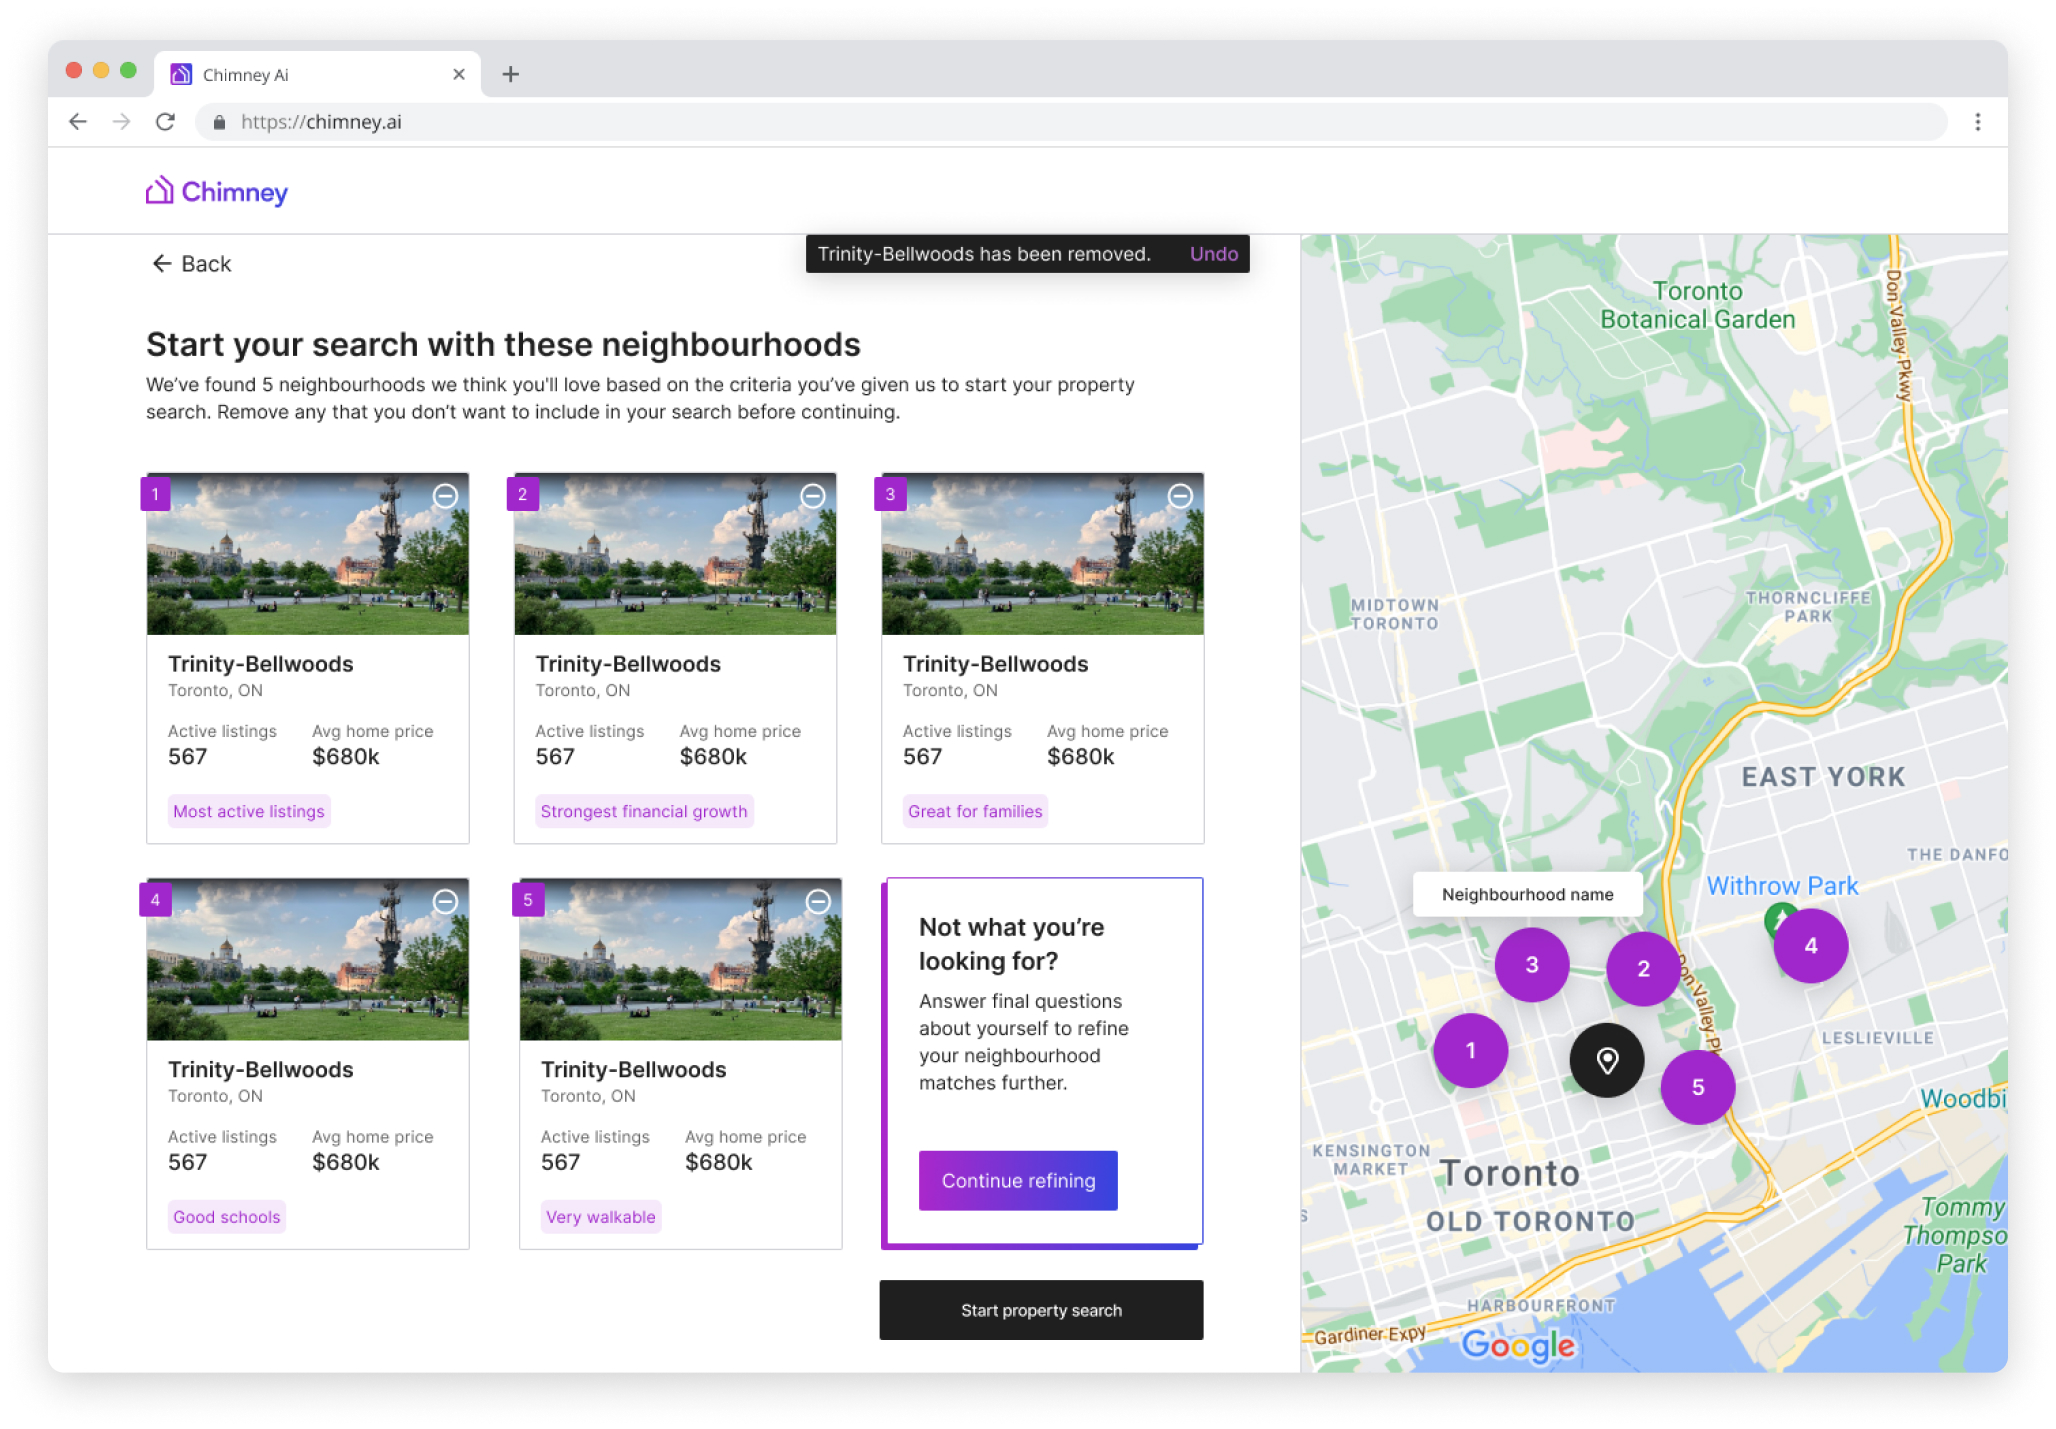 Chimney Ai
https://chimney.ai
Chimney
Back
Trinity-Bellwoods has been removed. Undo
Start your search with these neighbourhoods
We’ve found 5 neighbourhoods we think you'll love based on the criteria you’ve given us to start your property
search. Remove any that you don’t want to include in your search before continuing.
1
Trinity-Bellwoods
Toronto, ON
Active listings Avg home price
567 $680k
Most active listings
2
Trinity-Bellwoods
Toronto, ON
Active listings Avg home price
567 $680k
Strongest financial growth
3
Trinity-Bellwoods
Toronto, ON
Active listings Avg home price
567 $680k
Great for families
4
Trinity-Bellwoods
Toronto, ON
Active listings Avg home price
567 $680k
Good schools
5
Trinity-Bellwoods
Toronto, ON
Active listings Avg home price
567 $680k
Very walkable
Not what you’re
looking for?
Answer final questions
about yourself to refine
your neighbourhood
matches further.
Continue refining
Start property search
Toronto
Botanical Garden
Don Valley Pkwy
MIDTOWN
TORONTO
THORNCLIFFE
PARK
EAST YORK
THE DANFO
Withrow Park
Neighbourhood name
3
2
4
Don Valley Pk
1
5
LESLIEVILLE
Woodbi
KENSINGTON
MARKET
Toronto
OLD TORONTO
S
Tommy
Thompso
Park
HARBOURFRONT
Gardiner Expy
Google